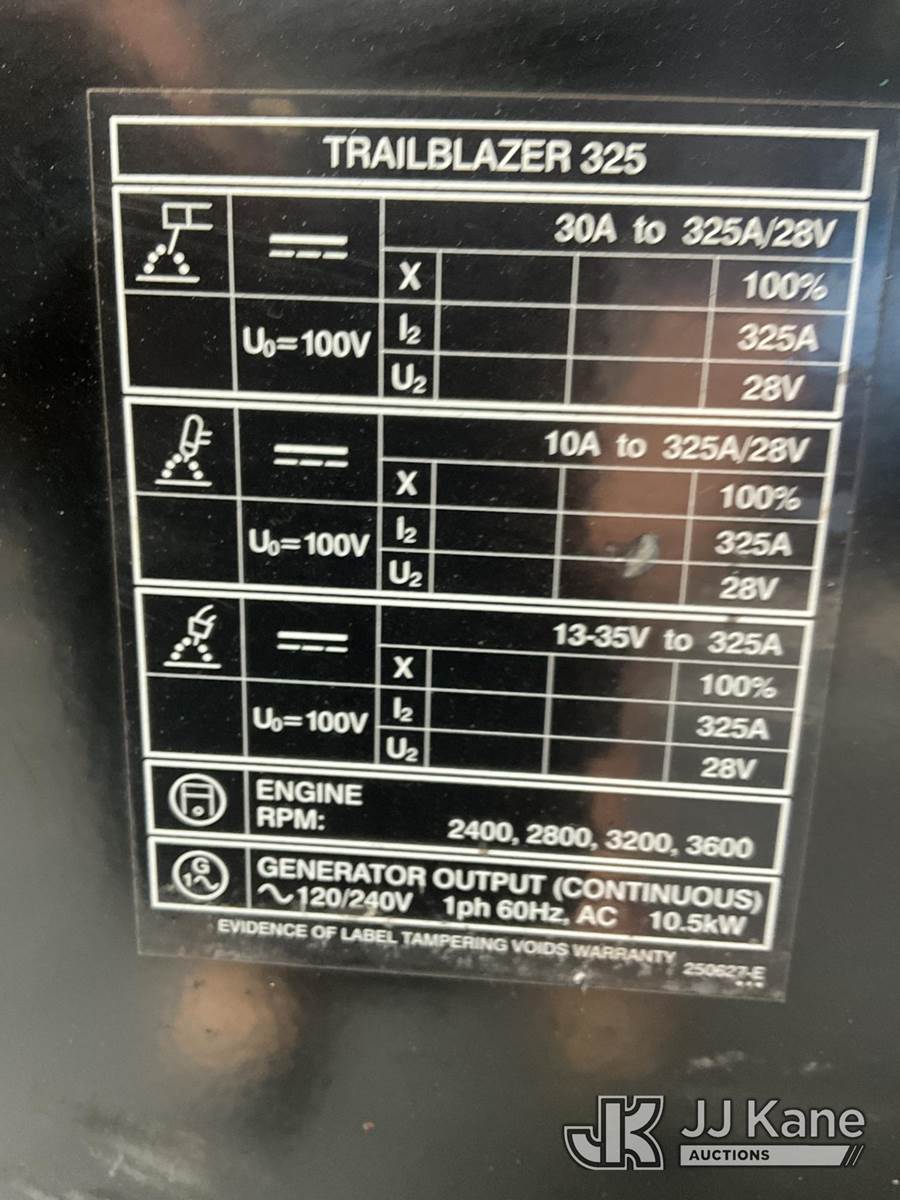 TRAILBLAZER 325
30A to 325A/28V
X 100%
U₀=100V I₂ 325A
U₂ 28V
10A to 325A/28V
X 100%
U₀=100V I₂ 325A
U₂ 28V
13-35V to 325A
X 100%
U₀=100V I₂ 325A
U₂ 28V
ENGINE
RPM: 2400, 2800, 3200, 3600
G
1
GENERATOR OUTPUT (CONTINUOUS)
120/240V 1ph 60Hz, AC 10.5kW
EVIDENCE OF LABEL TAMPERING VOIDS WARRANTY
250627-E
JK JJ Kane
AUCTIONS